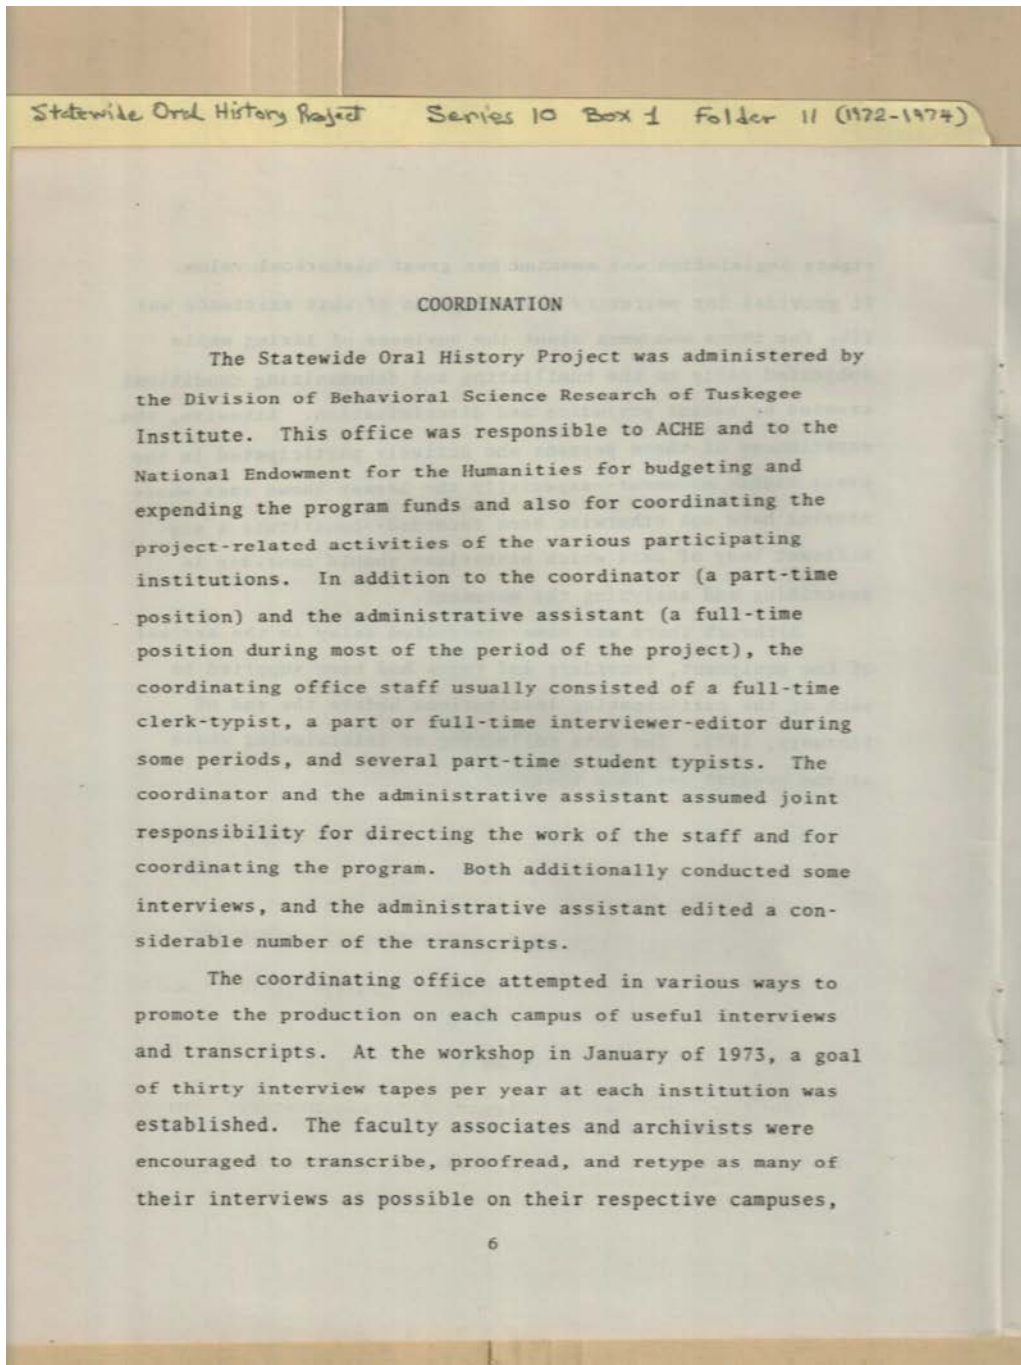 Statewide Oral History Project Series 10 Box 1 Folder 11 (1972-1974)
COORDINATION
The Statewide Oral History Project was administered by
the Division of Behavioral Science Research of Tuskegee
Institute. This office was responsible to ACHE and to the
National Endowment for the Humanities for budgeting and
expending the program funds and also for coordinating the
project-related activities of the various participating
institutions. In addition to the coordinator (a part-time
position) and the administrative assistant (a full-time
position during most of the period of the project), the
coordinating office staff usually consisted of a full-time
clerk-typist, a part or full-time interviewer-editor during
some periods, and several part-time student typists. The
coordinator and the administrative assistant assumed joint
responsibility for directing the work of the staff and for
coordinating the program. Both additionally conducted some
interviews, and the administrative assistant edited a con-
siderable number of the transcripts.
The coordinating office attempted in various ways to
promote the production on each campus of useful interviews
and transcripts. At the workshop in January of 1973, a goal
of thirty interview tapes per year at each institution was
established. The faculty associates and archivists were
encouraged to transcribe, proofread, and retype as many of
their interviews as possible on their respective campuses,
6